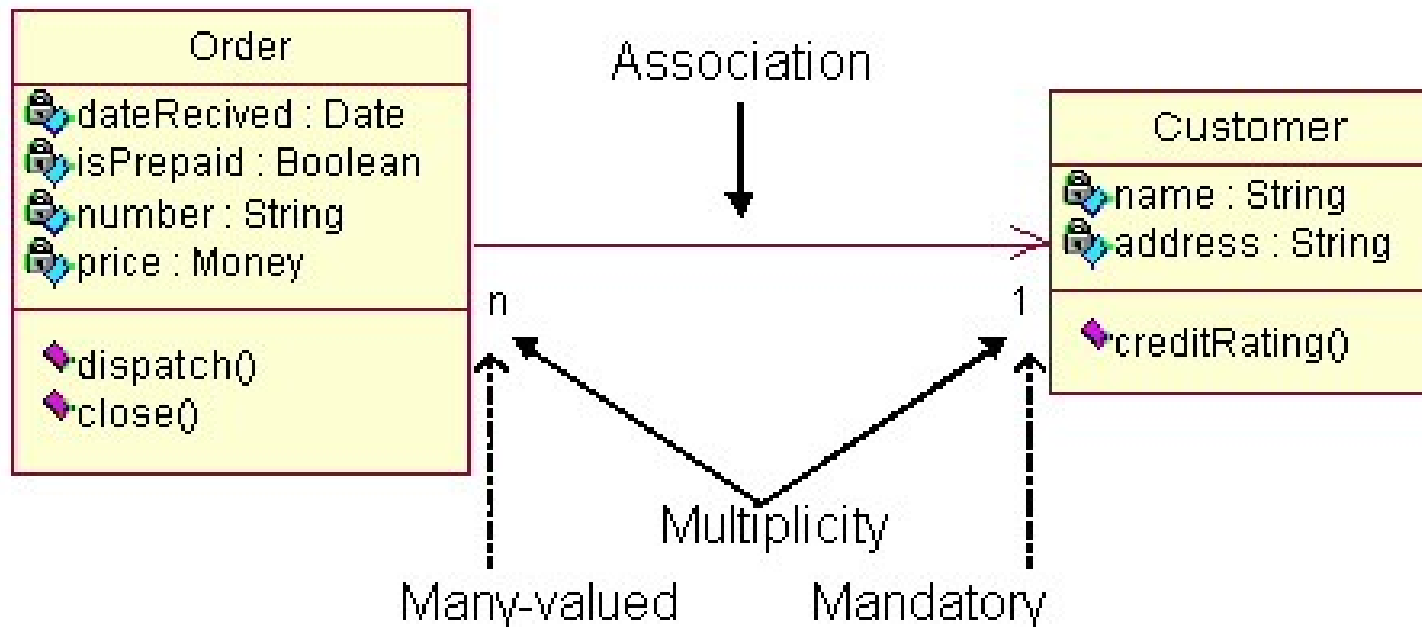 Order
dateRecived : Date
isPrepaid : Boolean
number : String
price : Money
dispatch()
close()
Association
n
1
Multiplicity
Many-valued
Mandatory
Customer
name : String
address : String
creditRating()